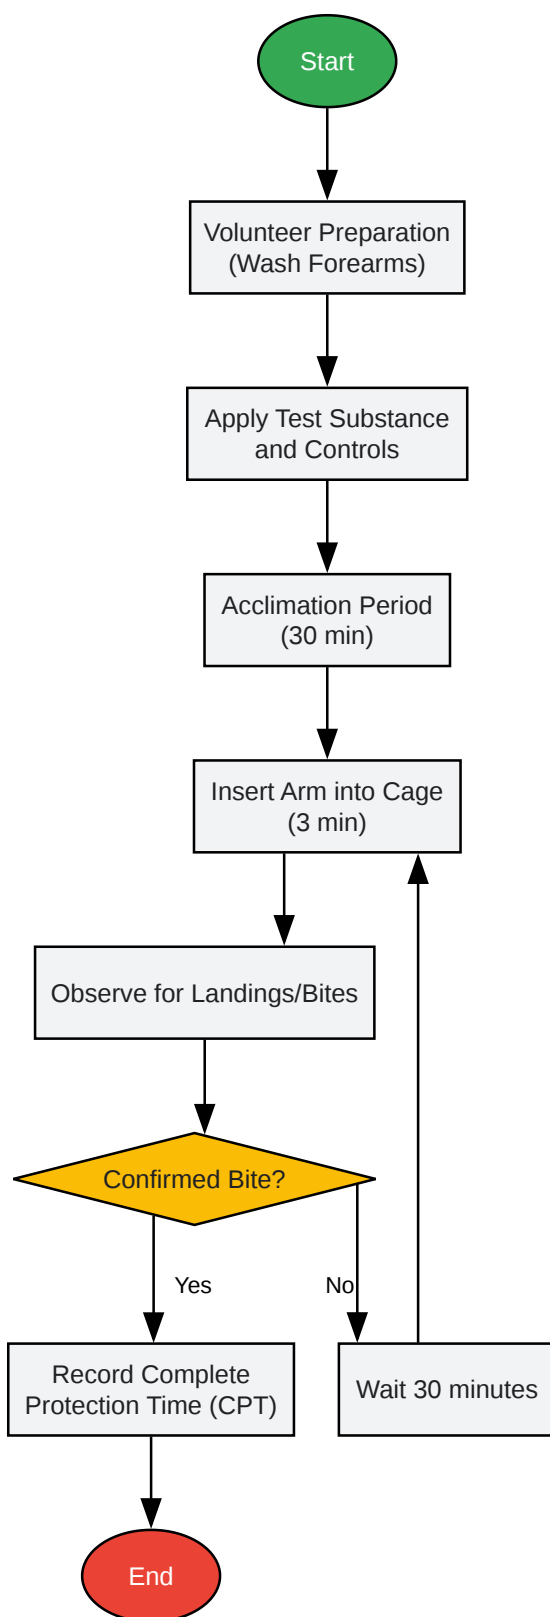 Start
Volunteer Preparation
(Wash Forearms)
Apply Test Substance
and Controls
Acclimation Period
(30 min)
Insert Arm into Cage
(3 min)
Observe for Landings/Bites
Confirmed Bite?
Yes
No
Record Complete
Protection Time (CPT)
Wait 30 minutes
End